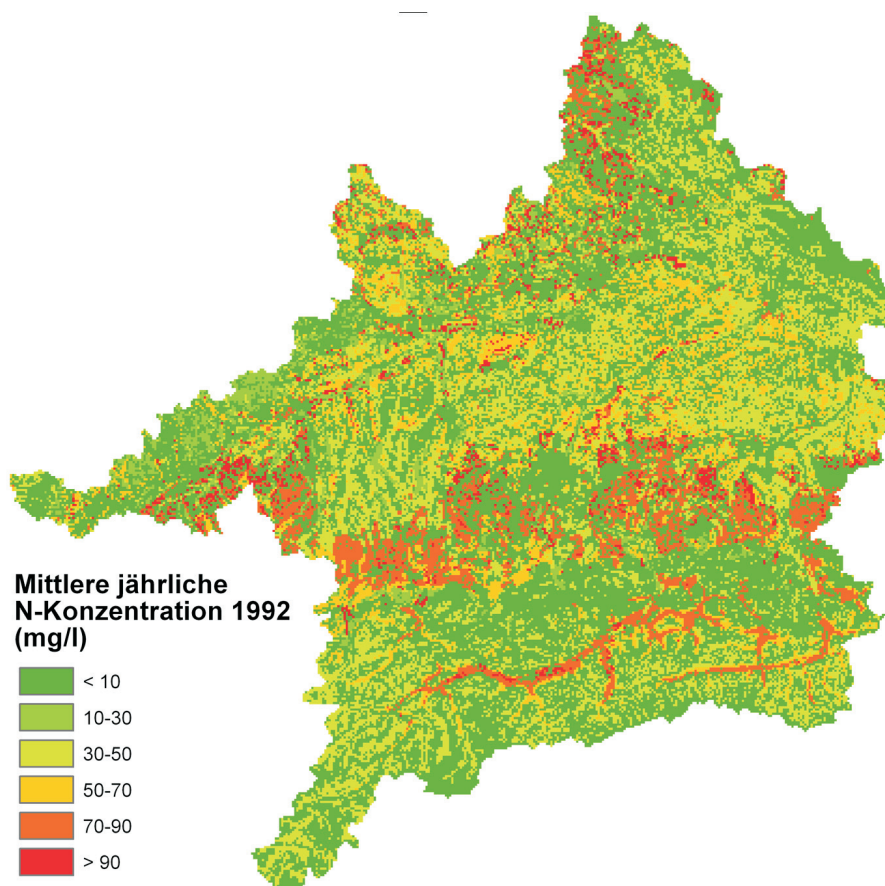 Mittlere jährliche
N-Konzentration 1992
(mg/l)
< 10
10-30
30-50
50-70
70-90
> 90